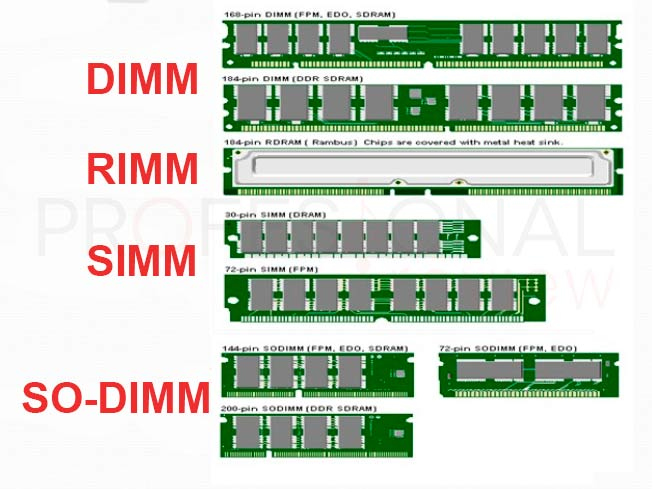 168-pin DIMM (FPM, EDO, SDRAM)
DIMM
184-pin DIMM (DDR SDRAM)
184-pin RDRAM ( Rambus) Chips are covered with metal heat sink.
RIMM
30-pin SIMM (DRAM)
PROFESIONAL
review
SIMM
72-pin SIMM (FPM)
144-pin SODIMM (FPM, EDO, SDRAM)
72-pin SODIMM (FPM, EDO)
SO-DIMM
200-pin SODIMM (DDR SDRAM)